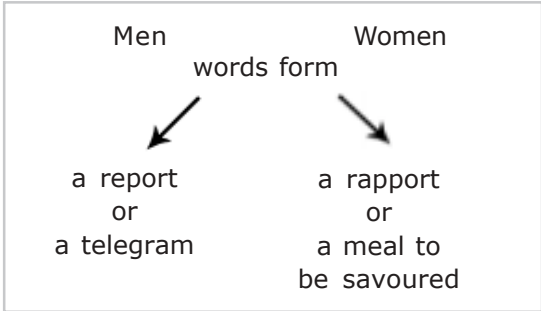 Men Women
words form
a report a rapport
or or
a telegram a meal to
be savoured